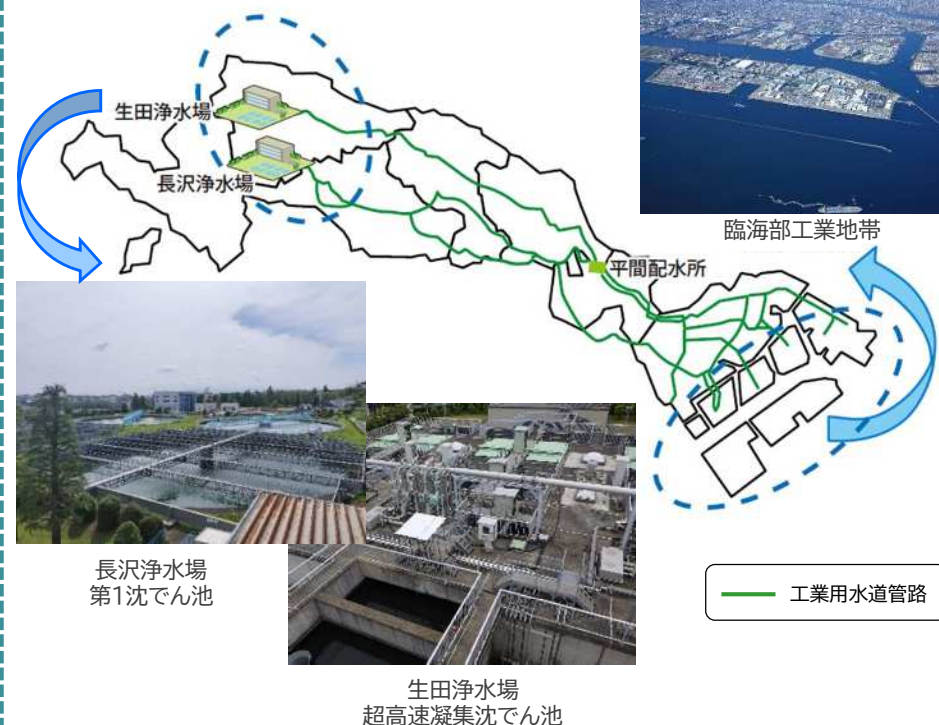 生田浄水場
長沢浄水場
臨海部工業地帯
平間配水所
長沢浄水場
第1沈でん池
工業用水道管路
生田浄水場
超高速凝集沈でん池